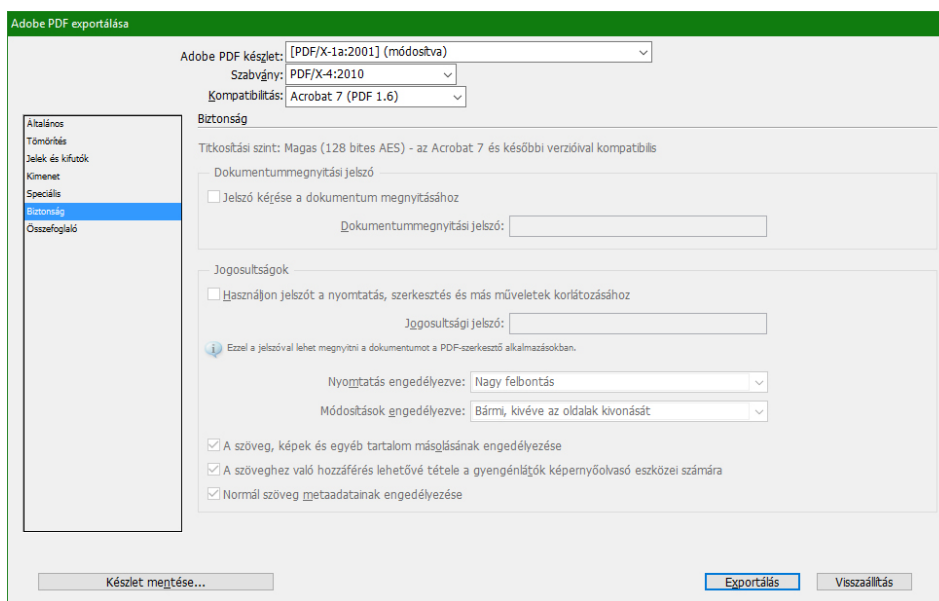 Adobe PDF exportálása
Adobe PDF készlet: [PDF/X-1a:2001] (módosítva)
Szabvány: PDF/X-4:2010
Kompatibilitás: Acrobat 7 (PDF 1.6)
Általános
Tömörítés
Jelek és kifutók
Kimenet
Speciális
Biztonság
Összefoglaló
Biztonság
Titkosítási szint: Magas (128 bites AES) - az Acrobat 7 és későbbi verzióival kompatibilis
Dokumentummegnyitási jelszó
Jelszó kérése a dokumentum megnyitásához
Dokumentummegnyitási jelszó:
Jogosultságok
Használjon jelszót a nyomtatás, szerkesztés és más műveletek korlátozásához
Jogosultsági jelszó:
Ezzel a jelszóval lehet megnyitni a dokumentumot a PDF-szerkesztő alkalmazásokban.
Nyomtatás engedélyezve: Nagy felbontás
Módosítások engedélyezve: Bármi, kivéve az oldalak kivonását
A szöveg, képek és egyéb tartalom másolásának engedélyezése
A szöveghez való hozzáférés lehetővé tétele a gyengénlátók képernyőolvasó eszközei számára
Normál szöveg metaadatainak engedélyezése
Készlet mentése...
Exportálás
Visszaállítás